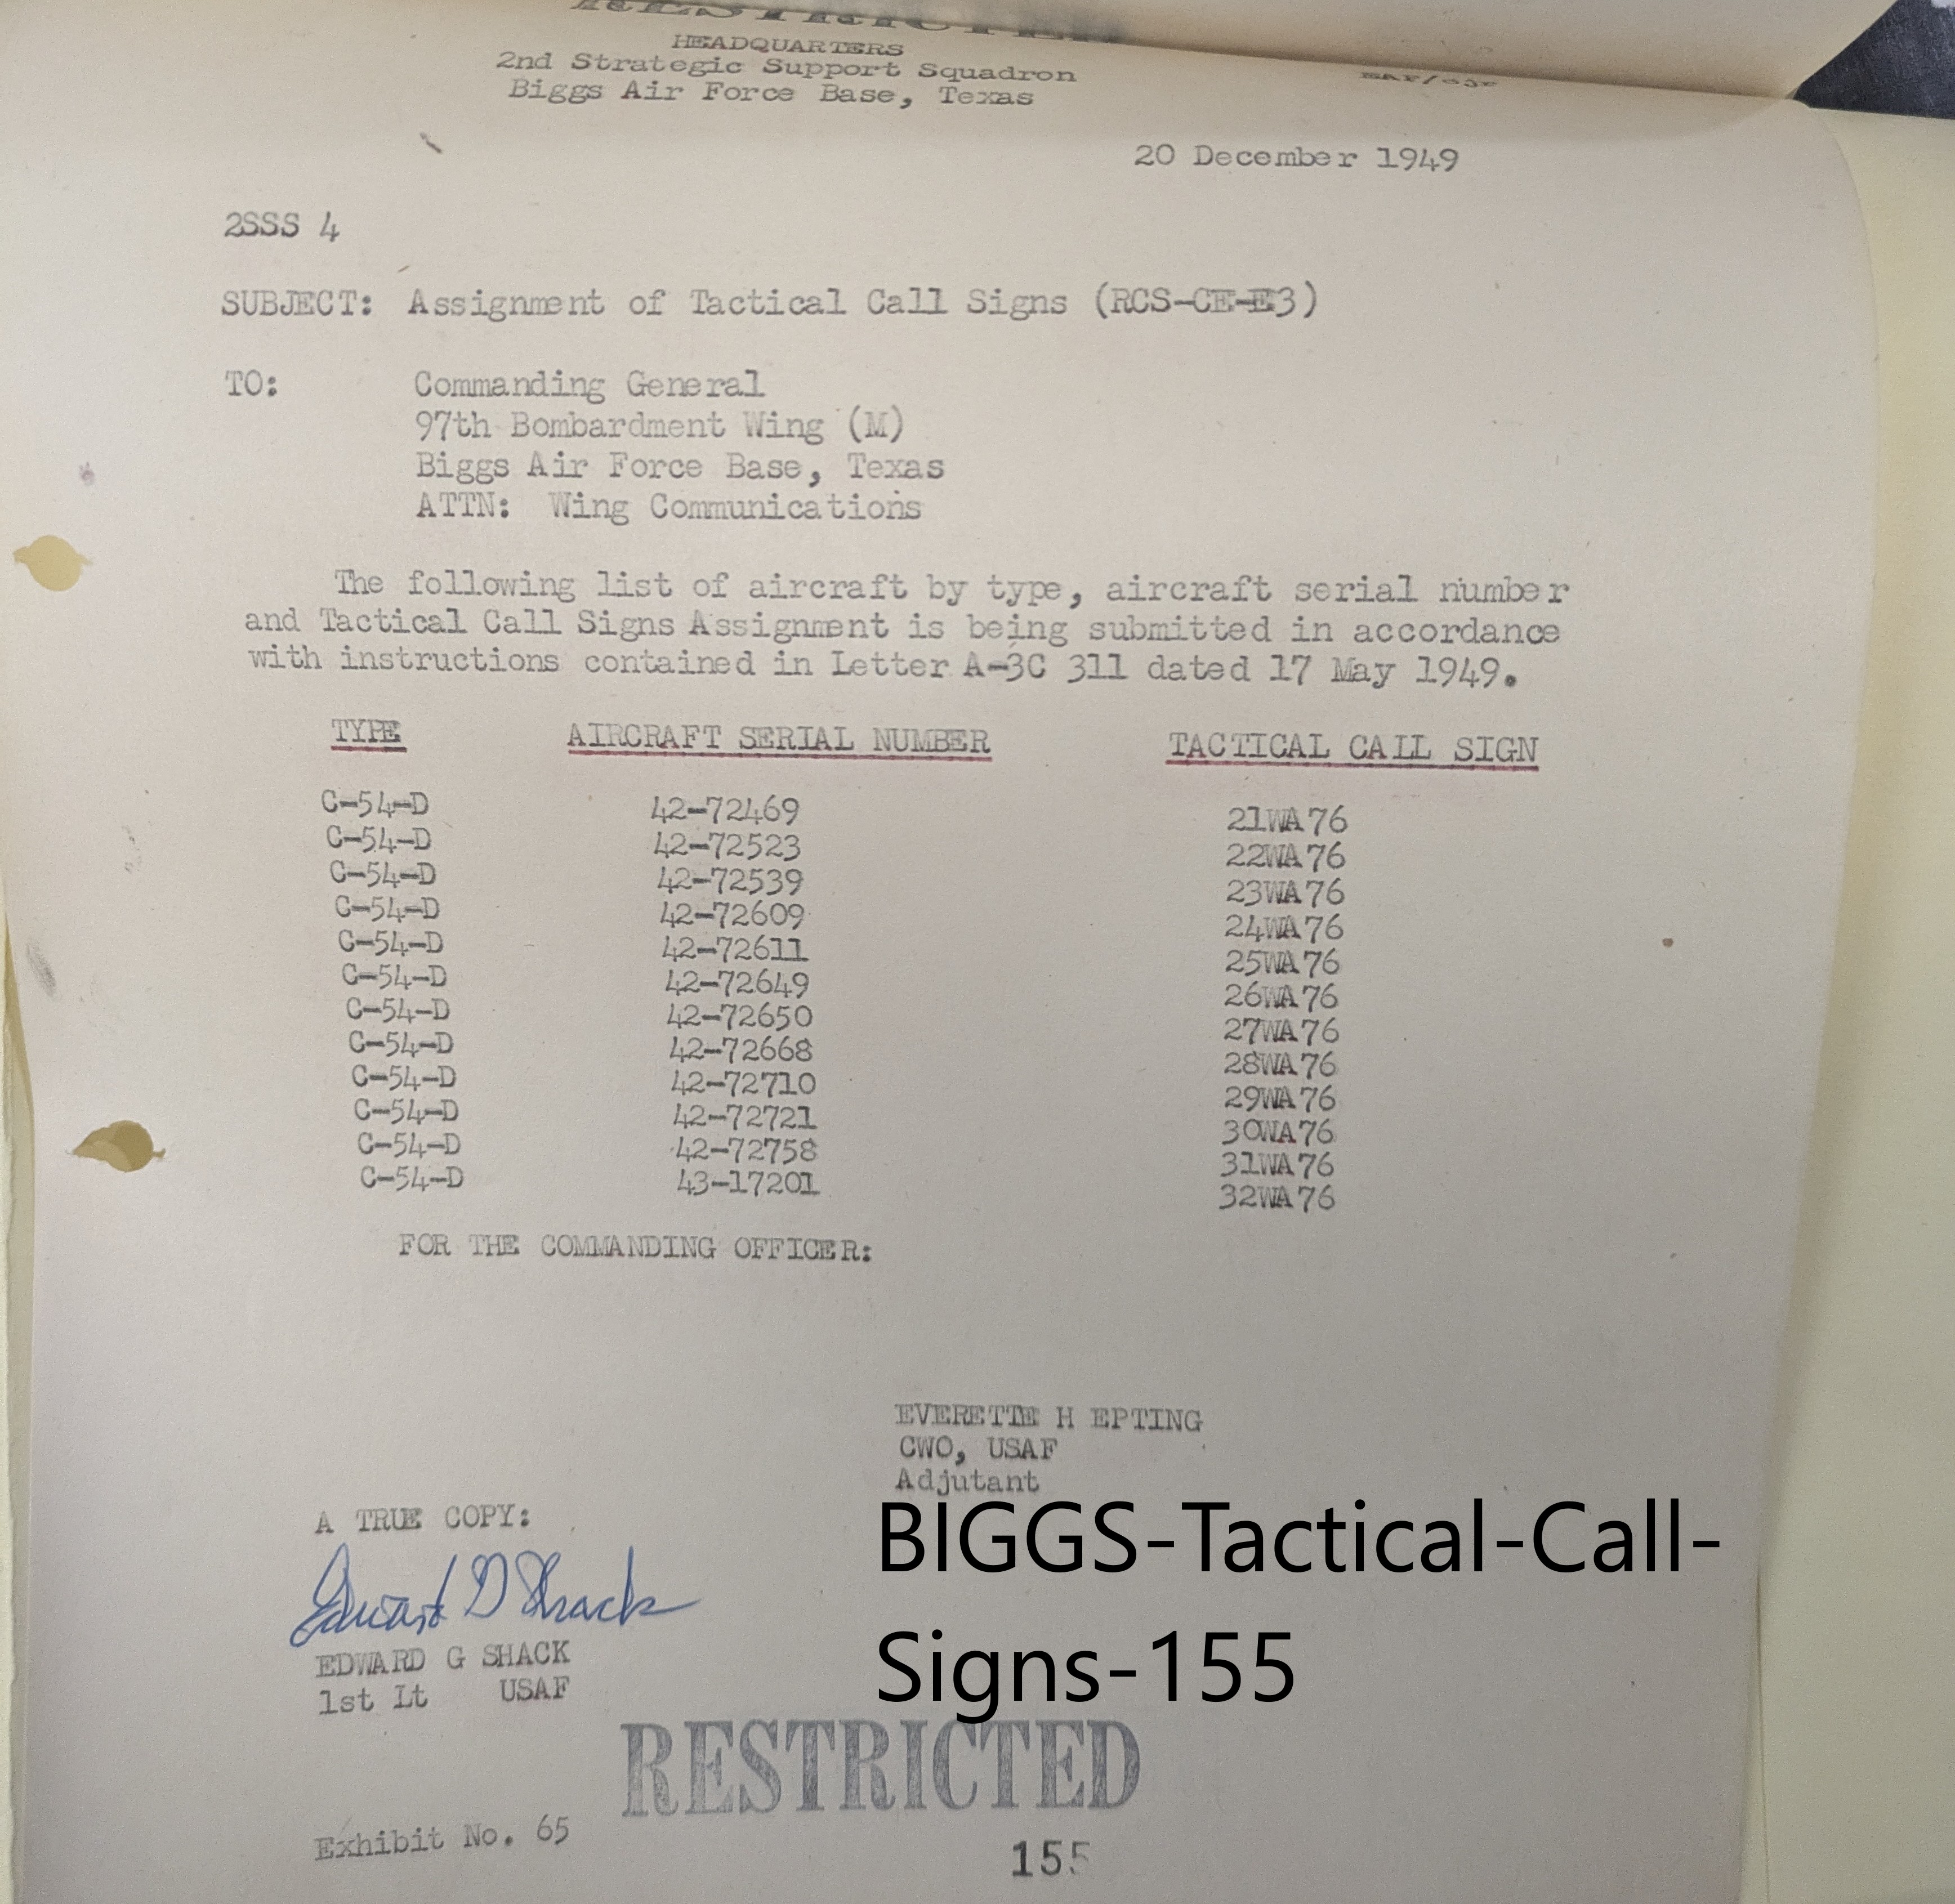 RESTRICTED
HEADQUARTERS
2nd Strategic Support Squadron
Biggs Air Force Base, Texas
20 December 1949
2SSS 4
SUBJECT: Assignment of Tactical Call Signs (RCS-CE-E3)
TO: Commanding General
97th Bombardment Wing (M)
Biggs Air Force Base, Texas
ATTN: Wing Communications
The following list of aircraft by type, aircraft serial number
and Tactical Call Signs Assignment is being submitted in accordance
with instructions contained in Letter A-3C 311 dated 17 May 1949.
TYPE AIRCRAFT SERIAL NUMBER TACTICAL CALL SIGN
C-54-D 42-72469 21WA76
C-54-D 42-72523 22WA76
C-54-D 42-72539 23WA76
C-54-D 42-72609 24WA76
C-54-D 42-72611 25WA76
C-54-D 42-72649 26WA76
C-54-D 42-72650 27WA76
C-54-D 42-72668 28WA76
C-54-D 42-72710 29WA76
C-54-D 42-72721 30WA76
C-54-D 42-72758 31WA76
C-54-D 43-17201 32WA76
FOR THE COMMANDING OFFICER:
EVERETTE H EPTING
CWO, USAF
Adjutant
A TRUE COPY:
BIGGS-Tactical-Call-
Signs-155
Edward G Shack
EDWARD G SHACK
1st Lt USAF
RESTRICTED
Exhibit No. 65
155